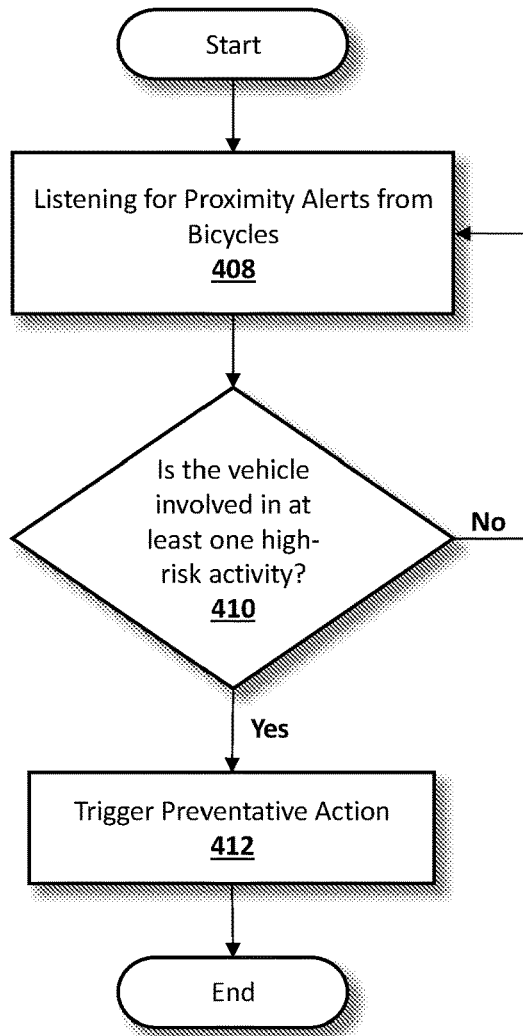 Start
Listening for Proximity Alerts from
Bicycles
408
Is the vehicle
involved in at
least one high-
risk activity?
410
No
Yes
Trigger Preventative Action
412
End